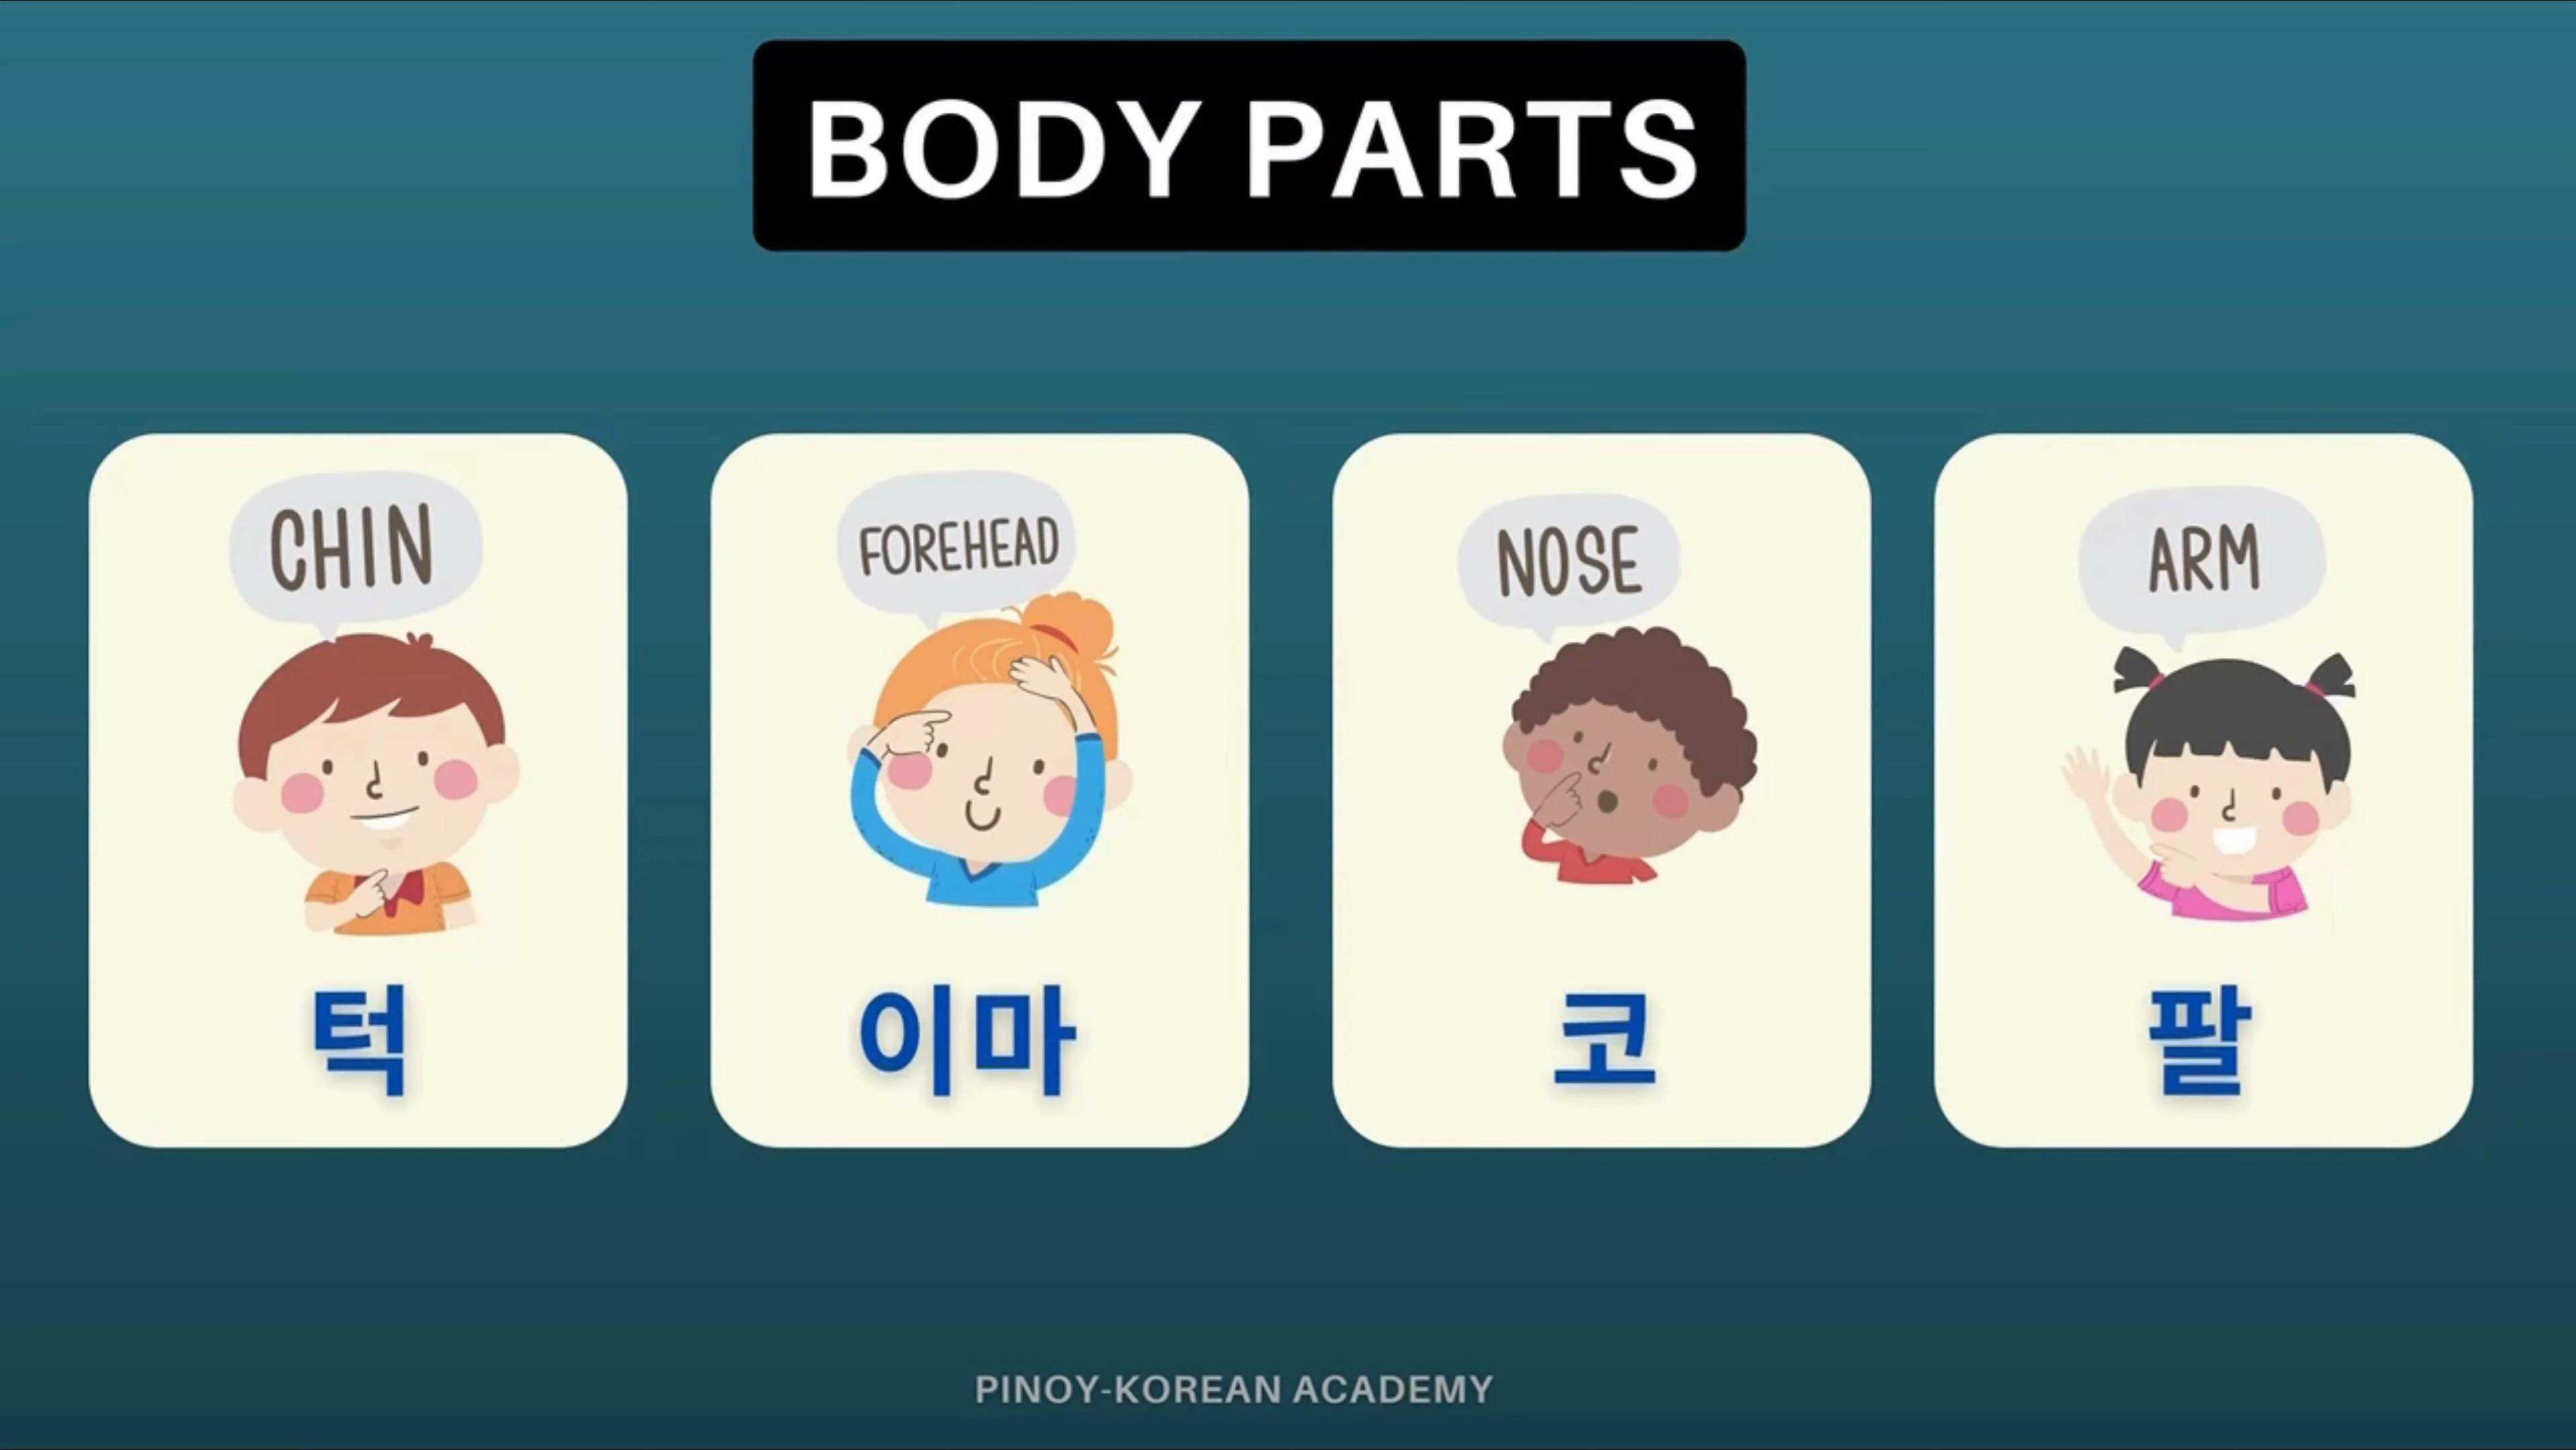 BODY PARTS
CHIN
턱
FOREHEAD
이마
NOSE
코
ARM
팔
PINOY-KOREAN ACADEMY